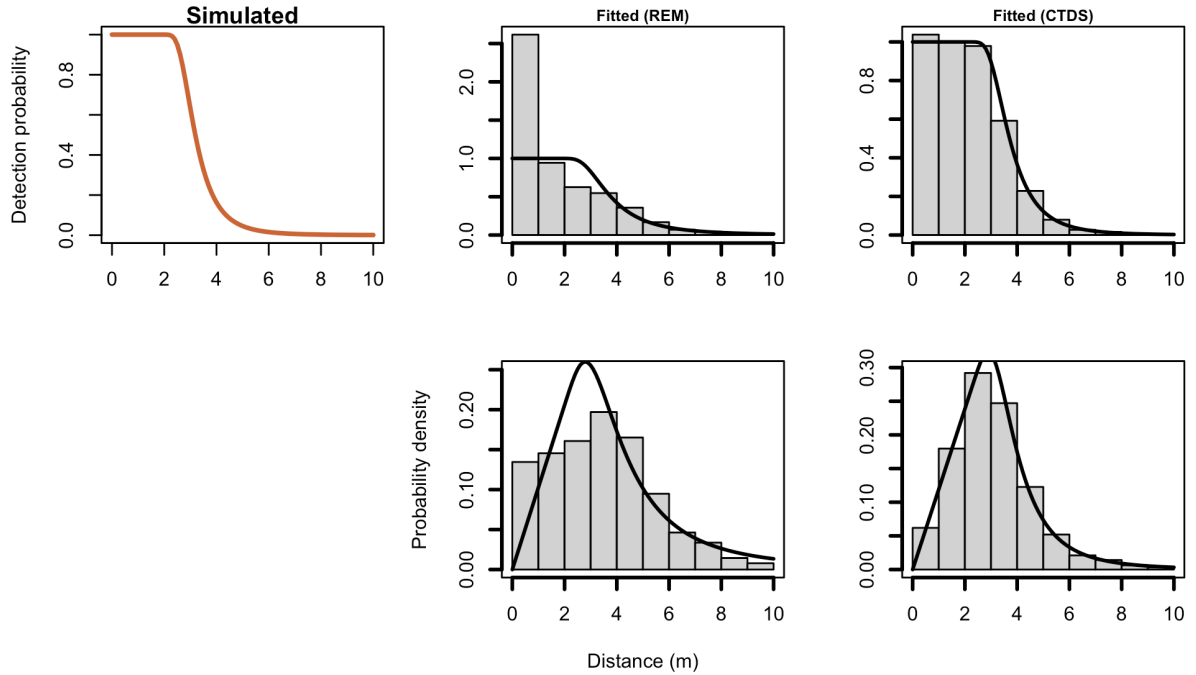 Simulated
Fitted (REM)
Fitted (CTDS)
Detection probability
0.0 0.4 0.8
0 2 4 6 8 10
0.0 1.0 2.0
0 2 4 6 8 10
0.0 0.4 0.8
0 2 4 6 8 10
Probability density
0.00 0.10 0.20
0 2 4 6 8 10
0.00 0.10 0.20 0.30
0 2 4 6 8 10
Distance (m)